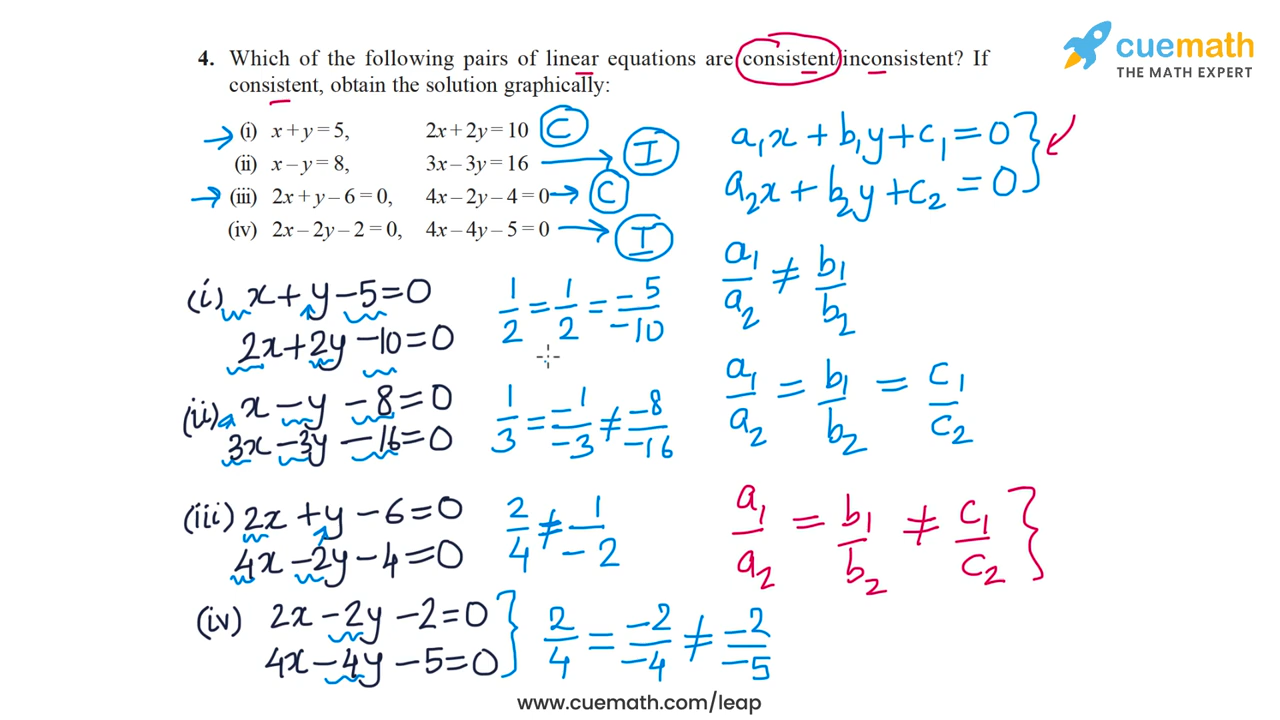 cuemath
THE MATH EXPERT
4. Which of the following pairs of linear equations are consistent/inconsistent? If
consistent, obtain the solution graphically:
(i) x + y = 5, 2x + 2y = 10 C
(ii) x – y = 8, 3x – 3y = 16 I
(iii) 2x + y – 6 = 0, 4x – 2y – 4 = 0 C
(iv) 2x – 2y – 2 = 0, 4x – 4y – 5 = 0 I
a₁x + b₁y + c₁ = 0
a₂x + b₂y + c₂ = 0
a₁/a₂ ≠ b₁/b₂
a₁/a₂ = b₁/b₂ = c₁/c₂
a₁/a₂ = b₁/b₂ ≠ c₁/c₂
(i) x + y – 5 = 0
2x + 2y – 10 = 0
1/2 = 1/2 = –5/–10
(ii) x – y – 8 = 0
3x – 3y – 16 = 0
1/3 = –1/–3 ≠ –8/–16
(iii) 2x + y – 6 = 0
4x – 2y – 4 = 0
2/4 ≠ 1/–2
(iv) 2x – 2y – 2 = 0
4x – 4y – 5 = 0
2/4 = –2/–4 ≠ –2/–5
www.cuemath.com/leap